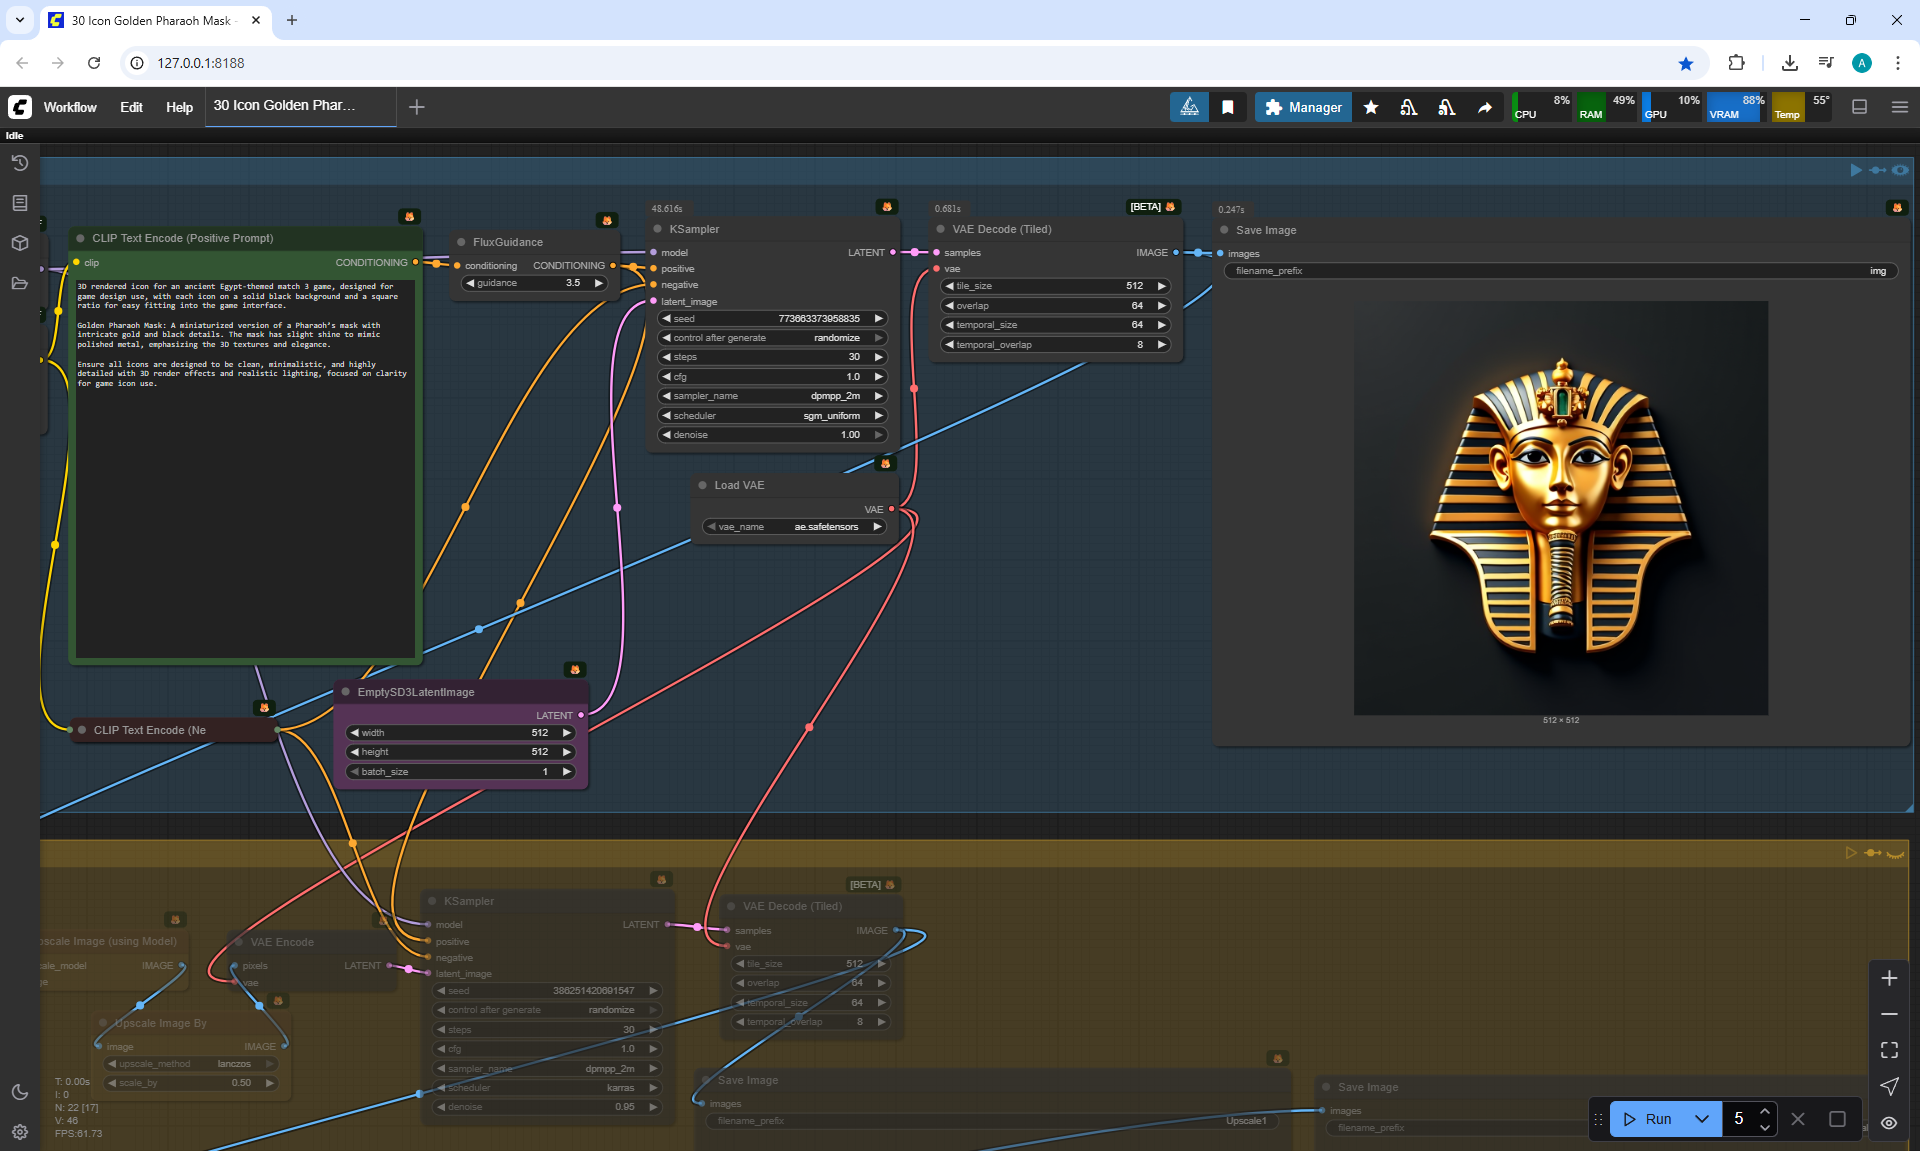 30 Icon Golden Pharaoh Mask
127.0.0.1:8188
Workflow
Edit
Help
30 Icon Golden Phar...
Manager
CPU 8%
RAM 49%
GPU 10%
VRAM 88%
Temp 55°
Idle
CLIP Text Encode (Positive Prompt)
clip
CONDITIONING
3D rendered icon for an ancient Egypt-themed match 3 game, designed for
game design use, with each icon on a solid black background and a square
ratio for easy fitting into the game interface.
Golden Pharaoh Mask: A miniaturized version of a Pharaoh's mask with
intricate gold and black details. The mask has slight shine to mimic
polished metal, emphasizing the 3D textures and elegance.
Ensure all icons are designed to be clean, minimalistic, and highly
detailed with 3D render effects and realistic lighting, focused on clarity
for game icon use.
FluxGuidance
conditioning
CONDITIONING
guidance 3.5
48.616s
KSampler
model
LATENT
positive
negative
latent_image
seed 773663373958835
control after generate randomize
steps 30
cfg 1.0
sampler_name dpmpp_2m
scheduler sgm_uniform
denoise 1.00
0.681s
[BETA]
VAE Decode (Tiled)
samples
IMAGE
vae
tile_size 512
overlap 64
temporal_size 64
temporal_overlap 8
0.247s
Save Image
images
filename_prefix img
512 × 512
Load VAE
VAE
vae_name ae.safetensors
EmptySD3LatentImage
LATENT
width 512
height 512
batch_size 1
CLIP Text Encode (Ne
KSampler
model
LATENT
positive
negative
latent_image
seed 386251420691547
control after generate randomize
steps 30
cfg 1.0
sampler_name dpmpp_2m
scheduler karras
denoise 0.95
[BETA]
VAE Decode (Tiled)
samples
IMAGE
vae
tile_size 512
overlap 64
temporal_size 64
temporal_overlap 8
scale Image (using Model)
IMAGE
VAE Encode
pixels
LATENT
vae
Upscale Image By
image
IMAGE
upscale_method lanczos
scale_by 0.50
T: 0.00s
I: 0
N: 22 [17]
V: 46
FPS:61.73
Save Image
images
filename_prefix Upscale1
Save Image
images
filename_prefix
Run
5
A